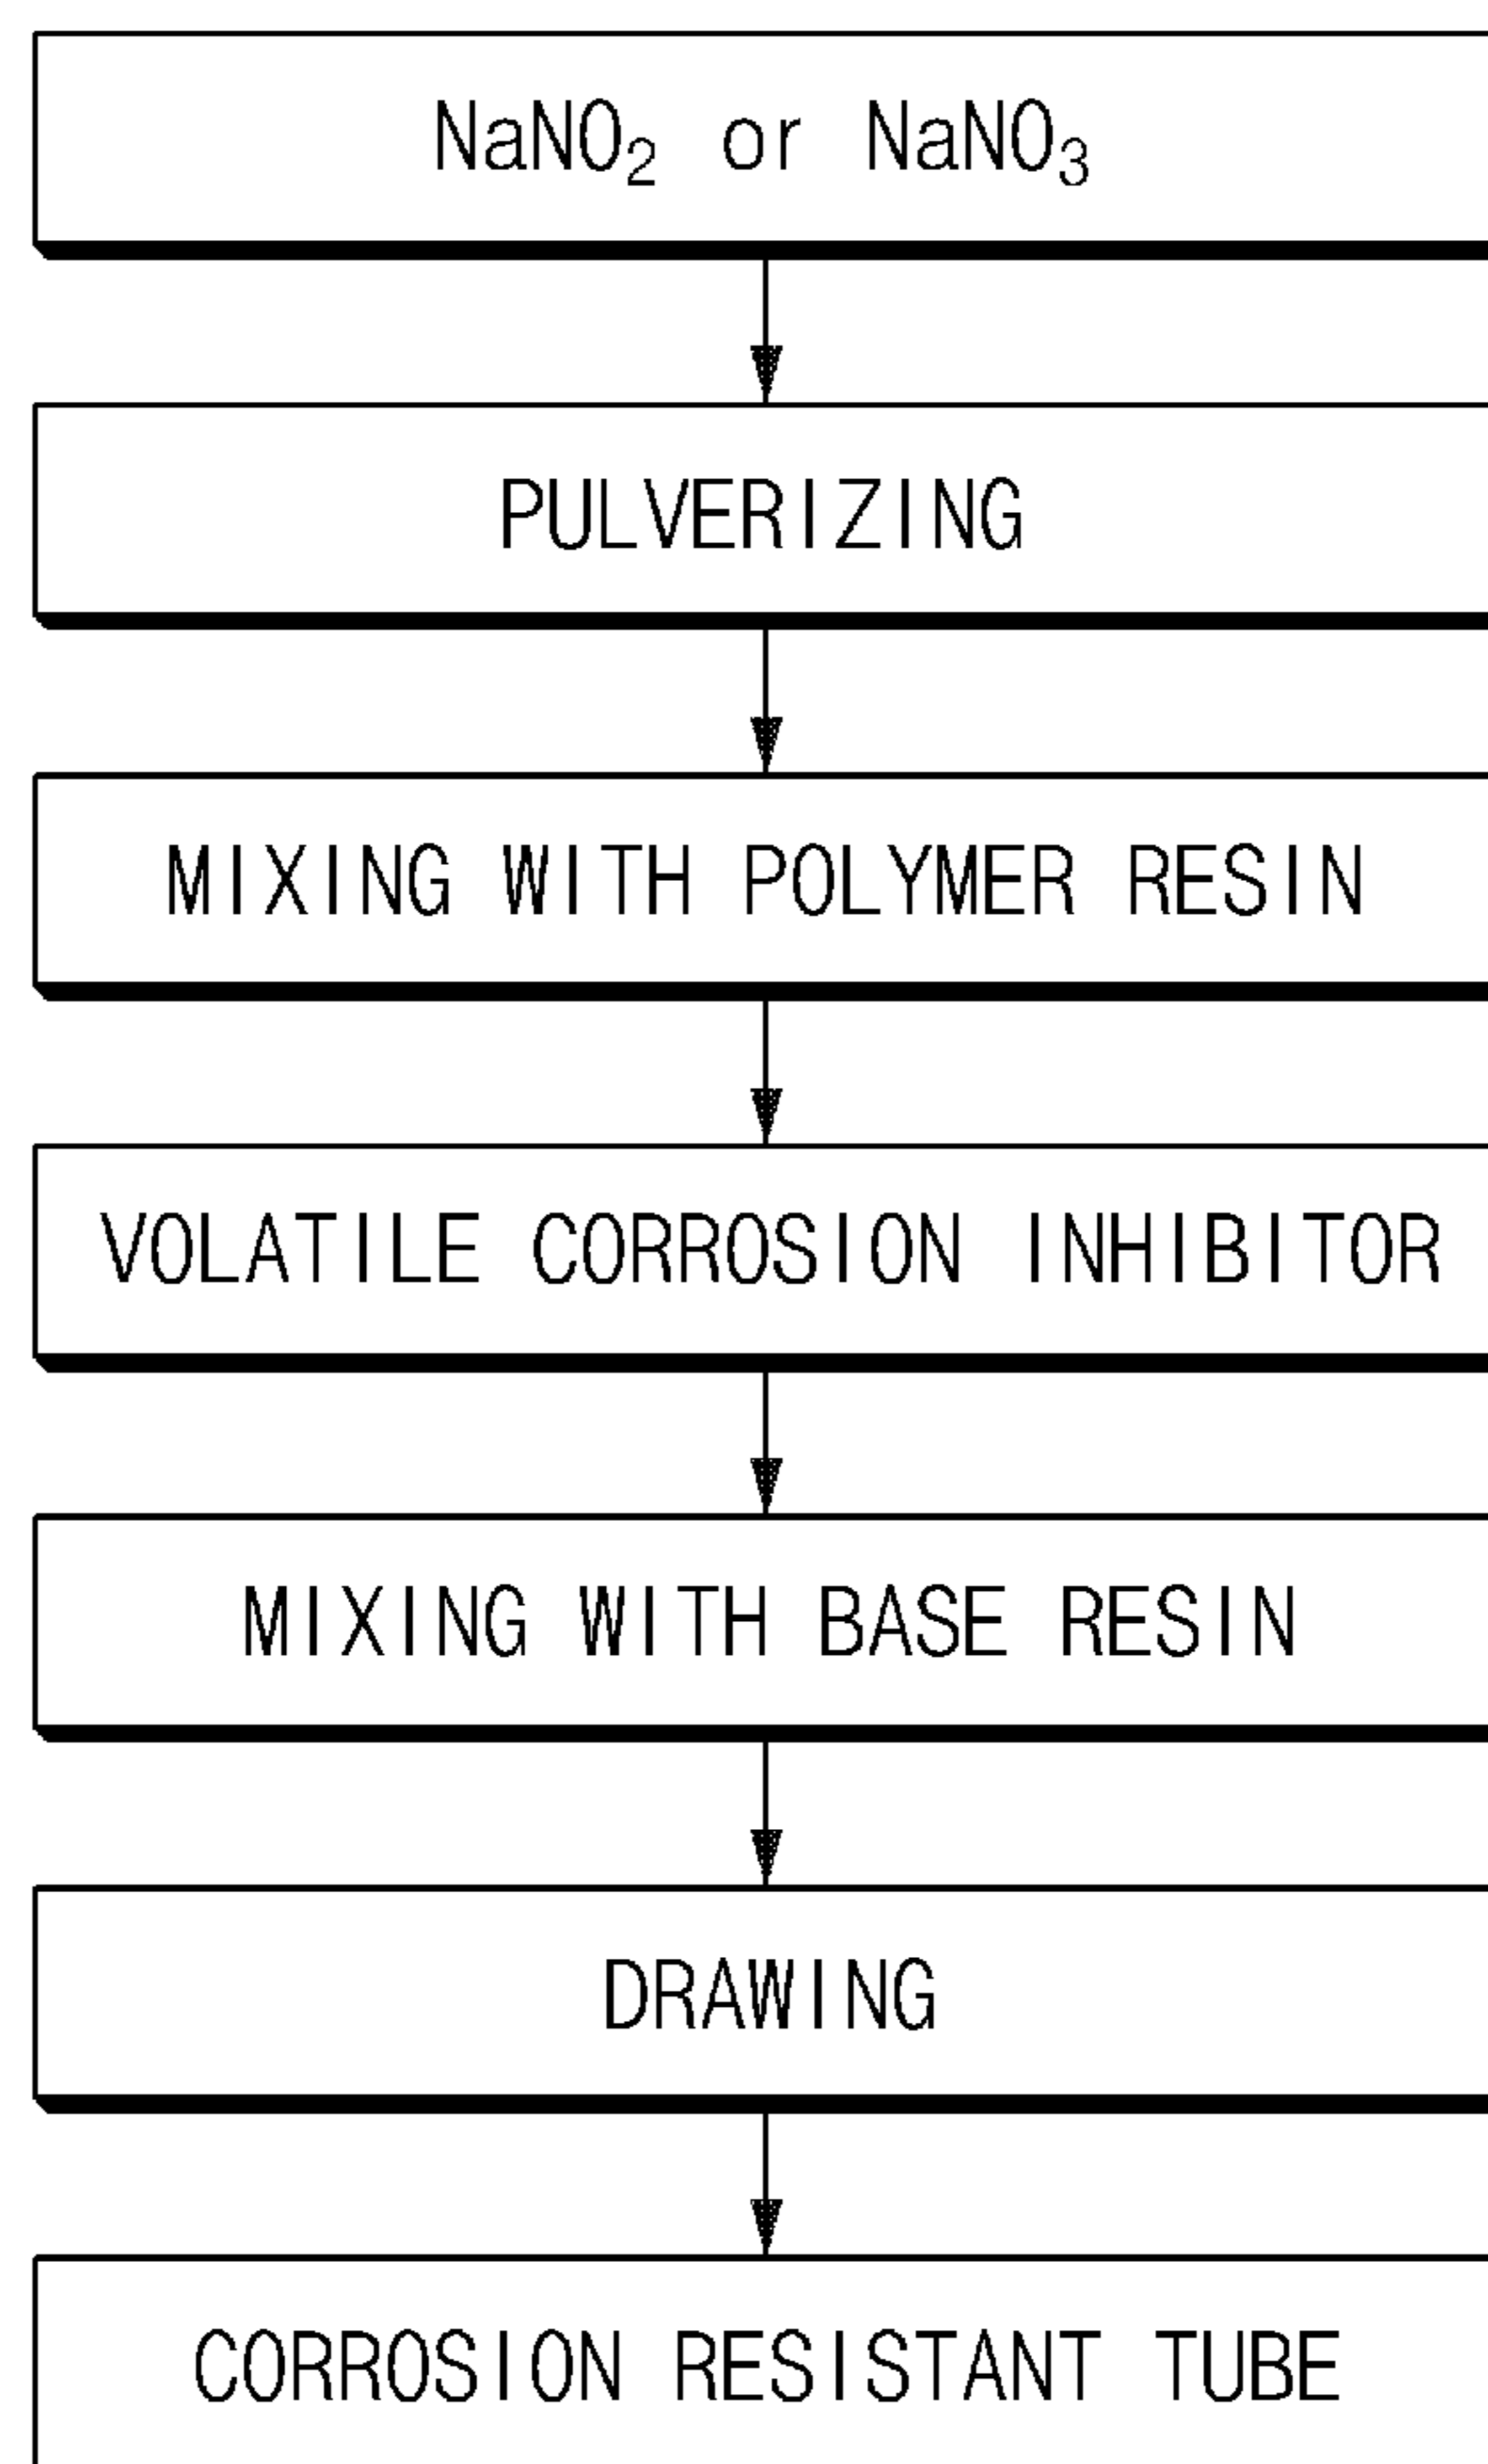 NaNO₂ or NaNO₃
PULVERIZING
MIXING WITH POLYMER RESIN
VOLATILE CORROSION INHIBITOR
MIXING WITH BASE RESIN
DRAWING
CORROSION RESISTANT TUBE